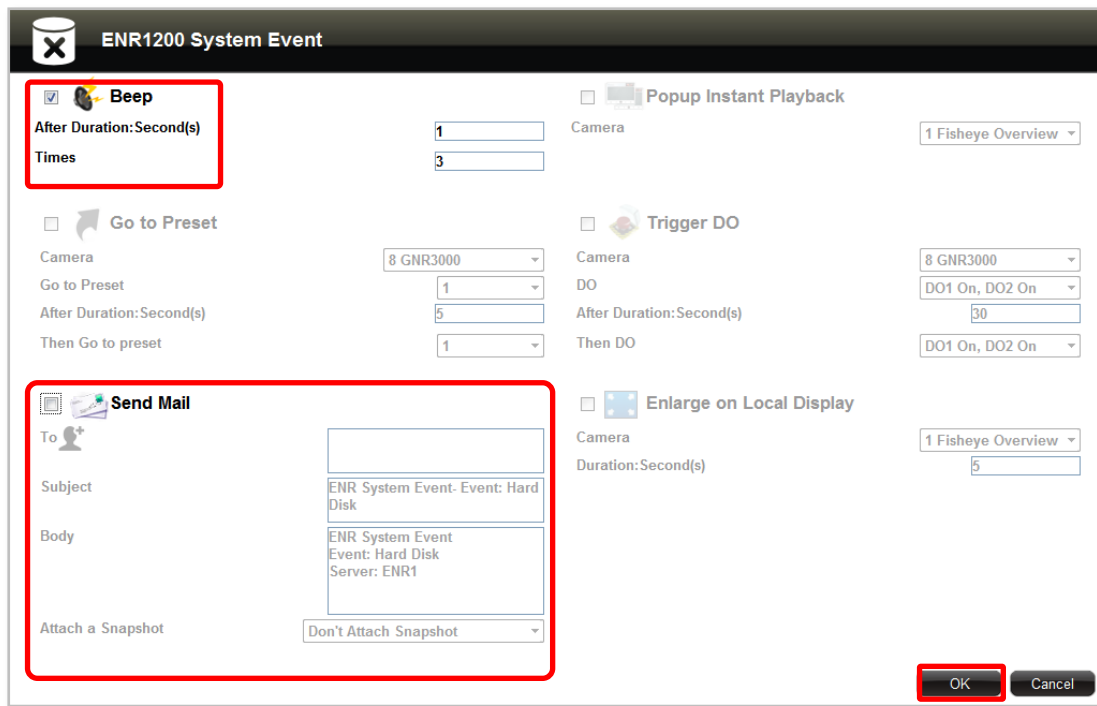 ENR1200 System Event
Beep
After Duration:Second(s)
1
Times
3
Popup Instant Playback
Camera
1 Fisheye Overview
Go to Preset
Camera
8 GNR3000
Go to Preset
1
After Duration:Second(s)
5
Then Go to preset
1
Trigger DO
Camera
8 GNR3000
DO
DO1 On, DO2 On
After Duration:Second(s)
30
Then DO
DO1 On, DO2 On
Send Mail
To
Subject
ENR System Event- Event: Hard
Disk
Body
ENR System Event
Event: Hard Disk
Server: ENR1
Attach a Snapshot
Don't Attach Snapshot
Enlarge on Local Display
Camera
1 Fisheye Overview
Duration:Second(s)
5
OK
Cancel